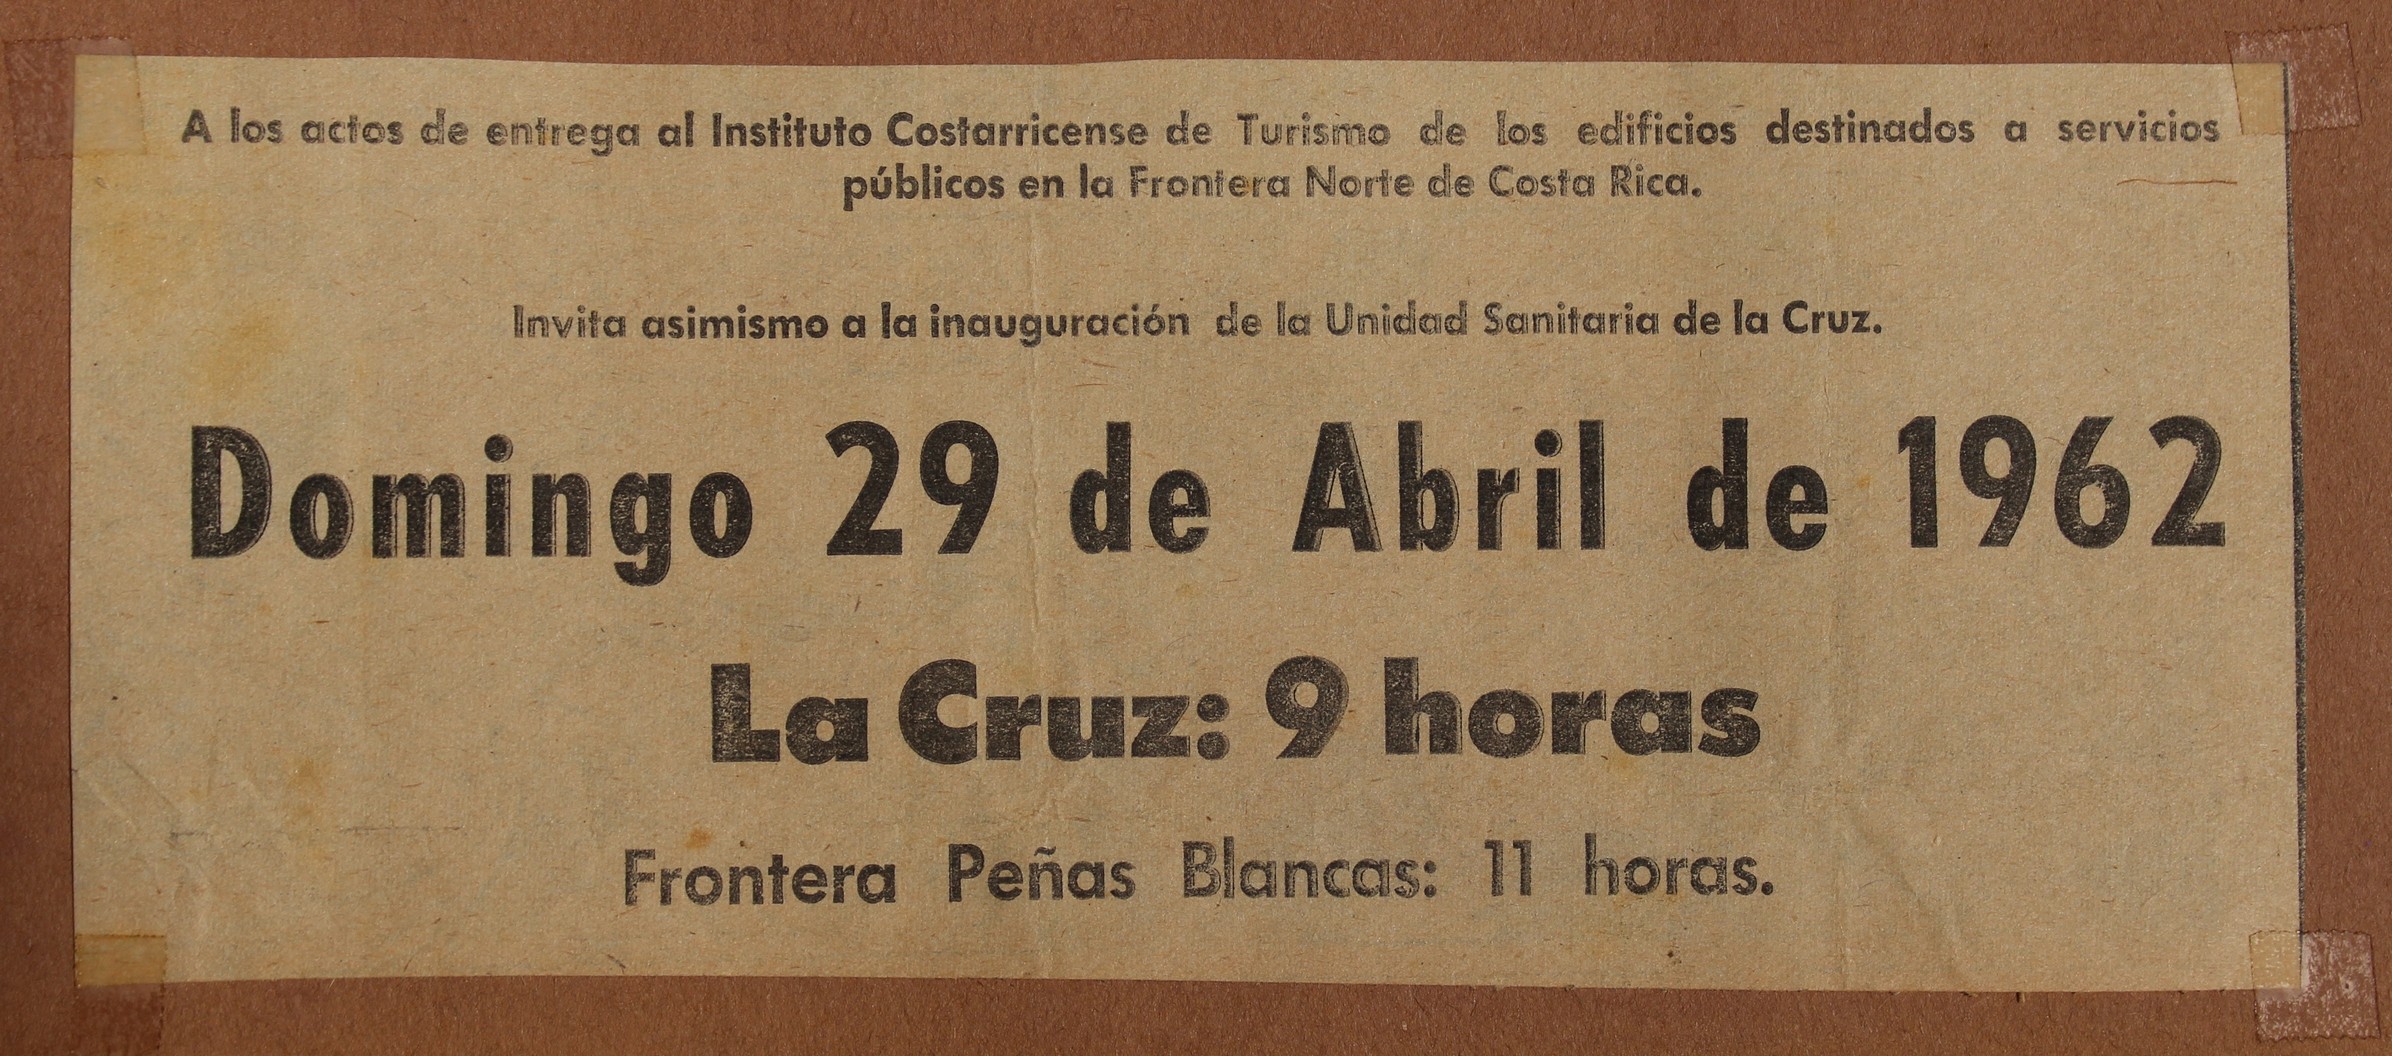 A los actos de entrega al Instituto Costarricense de Turismo de los edificios destinados a servicios
públicos en la Frontera Norte de Costa Rica.
Invita asimismo a la inauguración de la Unidad Sanitaria de la Cruz.
Domingo 29 de Abril de 1962
La Cruz: 9 horas
Frontera Peñas Blancas: 11 horas.